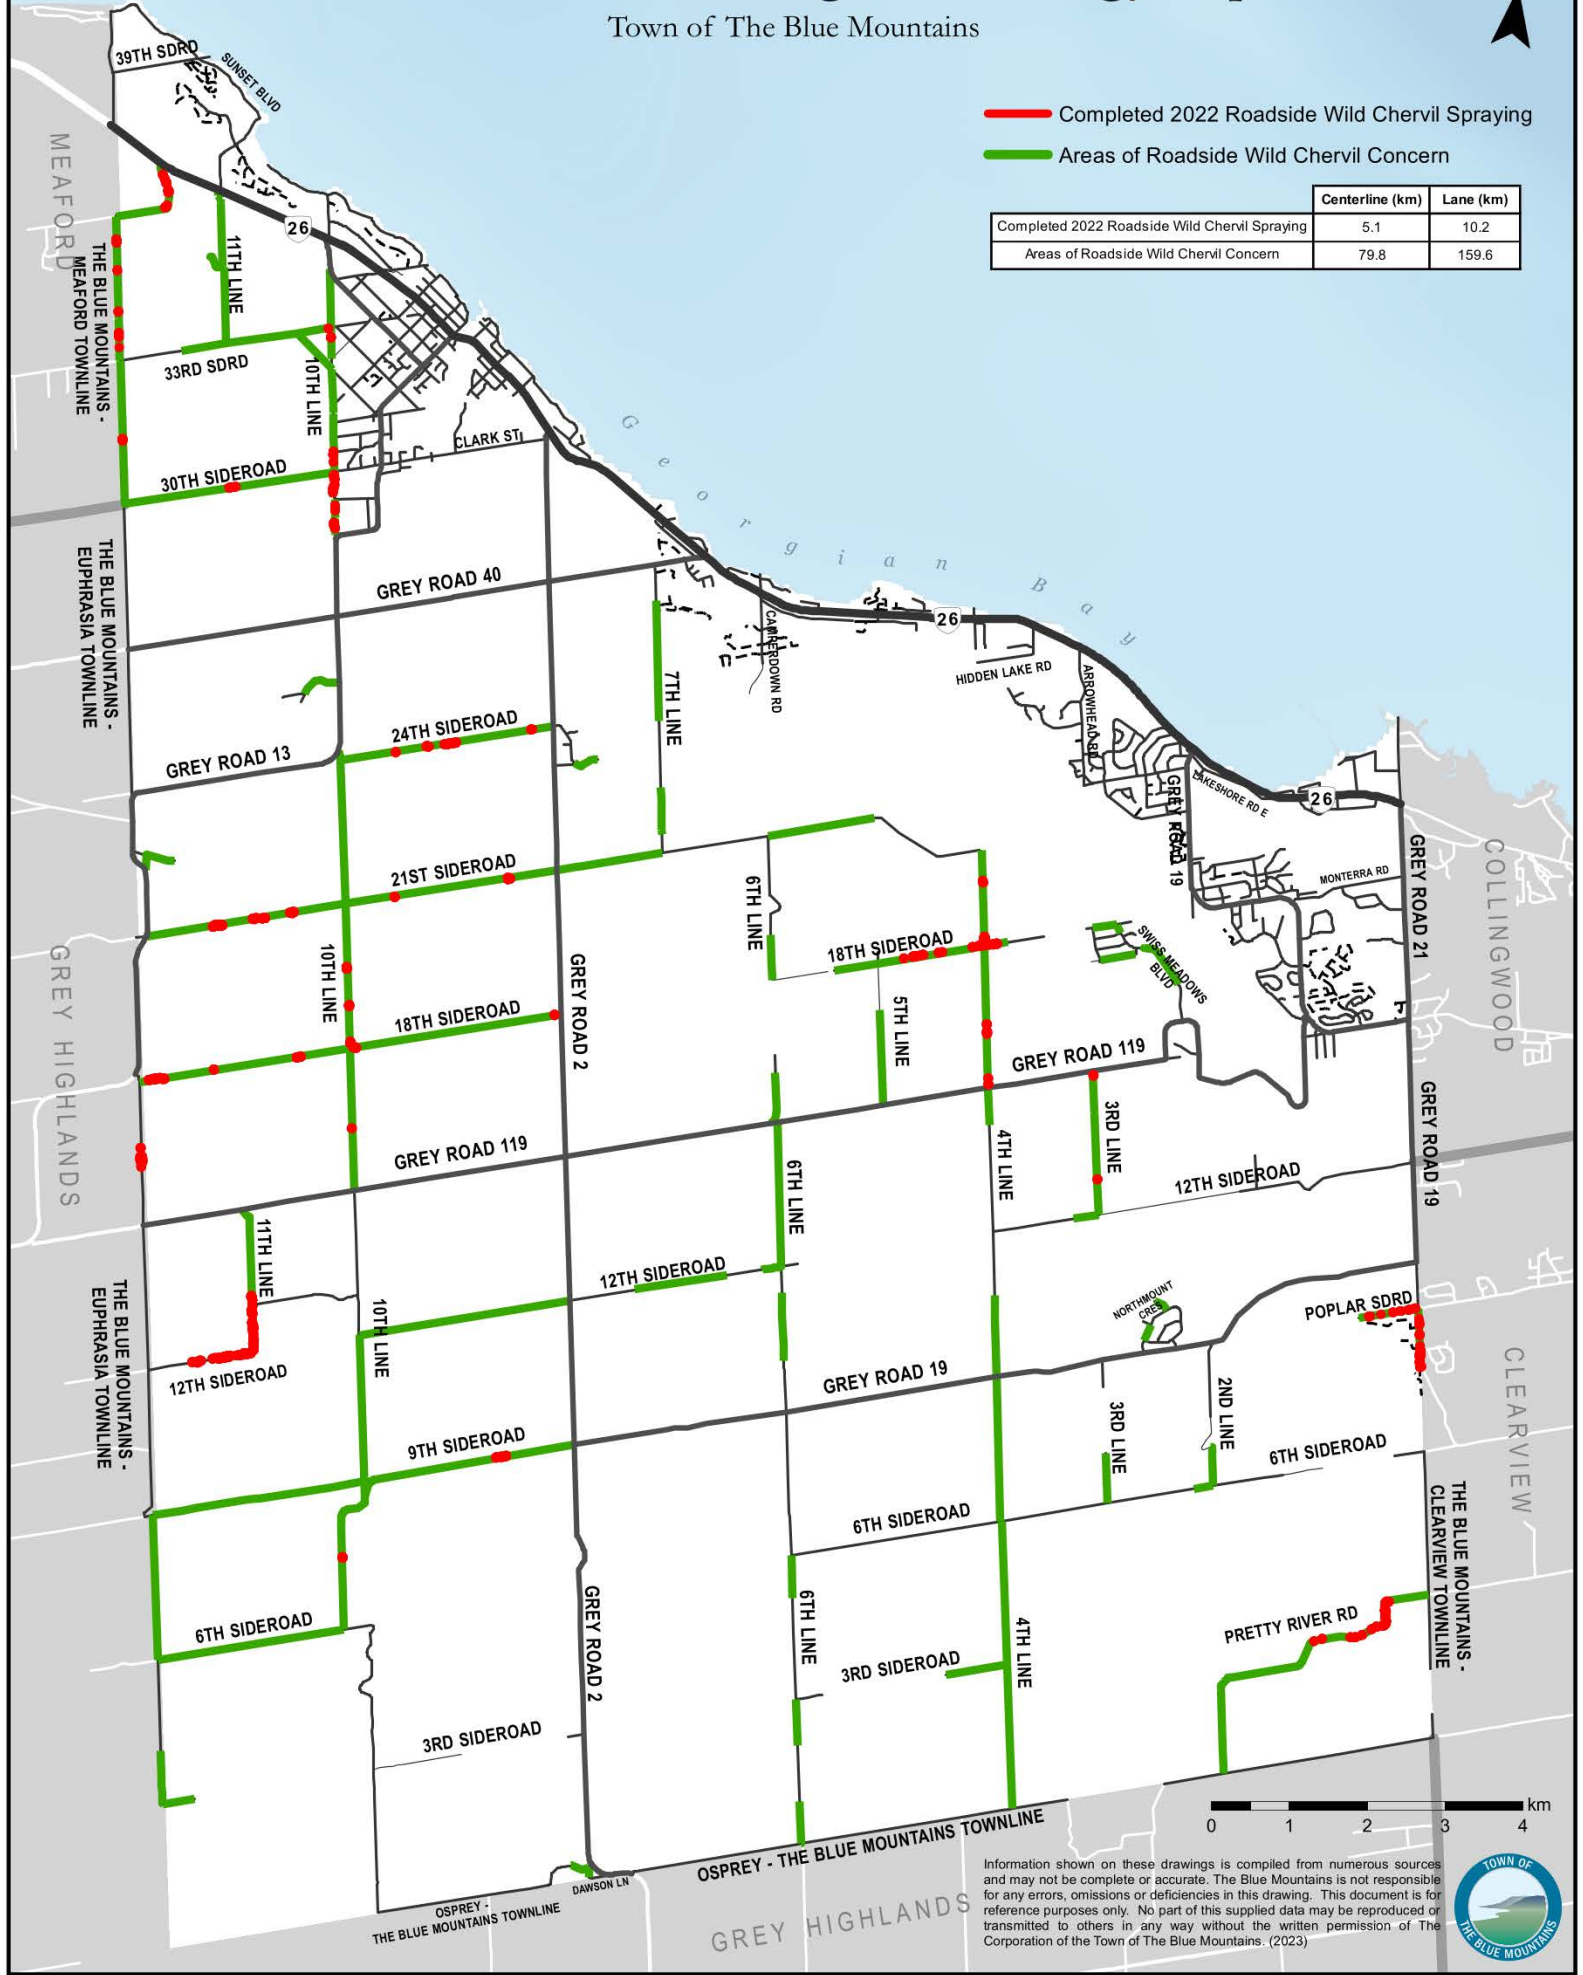 Town of The Blue Mountains
Completed 2022 Roadside Wild Chervil Spraying
Areas of Roadside Wild Chervil Concern
Centerline (km) Lane (km)
Completed 2022 Roadside Wild Chervil Spraying 5.1 10.2
Areas of Roadside Wild Chervil Concern 79.8 159.6
39TH SDRD
SUNSET BLVD
MEAFORD
26
11TH LINE
THE BLUE MOUNTAINS -
MEAFORD TOWNLINE
33RD SDRD
10TH LINE
CLARK ST
30TH SIDEROAD
Georgian Bay
THE BLUE MOUNTAINS -
EUPHRASIA TOWNLINE
GREY ROAD 40
CAMPERDOWN RD
26
HIDDEN LAKE RD
ARROWHEAD RD
7TH LINE
24TH SIDEROAD
GREY ROAD 13
GREY ROAD 19
LAKESHORE RD E
26
21ST SIDEROAD
6TH LINE
MONTERRA RD
GREY ROAD 21
COLLINGWOOD
GREY HIGHLANDS
10TH LINE
GREY ROAD 2
18TH SIDEROAD
SWISS MEADOWS
BLVD
18TH SIDEROAD
5TH LINE
GREY ROAD 119
3RD LINE
4TH LINE
GREY ROAD 19
GREY ROAD 119
6TH LINE
12TH SIDEROAD
11TH LINE
12TH SIDEROAD
NORTHMOUNT
CRES
POPLAR SDRD
THE BLUE MOUNTAINS -
EUPHRASIA TOWNLINE
10TH LINE
12TH SIDEROAD
GREY ROAD 19
CLEARVIEW
3RD LINE
2ND LINE
9TH SIDEROAD
6TH SIDEROAD
6TH SIDEROAD
THE BLUE MOUNTAINS -
CLEARVIEW TOWNLINE
GREY ROAD 2
6TH LINE
4TH LINE
6TH SIDEROAD
PRETTY RIVER RD
3RD SIDEROAD
3RD SIDEROAD
km
0 1 2 3 4
OSPREY - THE BLUE MOUNTAINS TOWNLINE
DAWSON LN
OSPREY -
THE BLUE MOUNTAINS TOWNLINE
GREY HIGHLANDS
Information shown on these drawings is compiled from numerous sources
and may not be complete or accurate. The Blue Mountains is not responsible
for any errors, omissions or deficiencies in this drawing. This document is for
reference purposes only. No part of this supplied data may be reproduced or
transmitted to others in any way without the written permission of The
Corporation of the Town of The Blue Mountains. (2023)
TOWN OF
THE BLUE MOUNTAINS